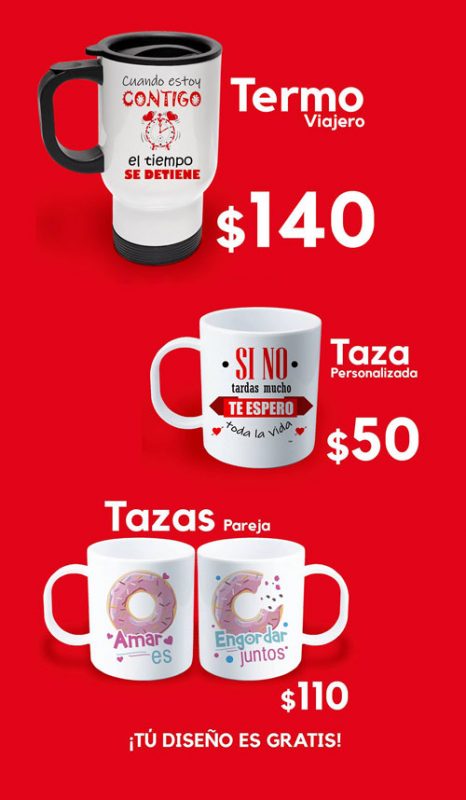 Cuando estoy
CONTIGO
el tiempo
SE DETIENE
Termo
Viajero
$140
• SI NO •
tardas mucho
TE ESPERO
toda la vida
Taza
Personalizada
$50
Tazas Pareja
Amar
es
Engordar
juntos
$110
¡TÚ DISEÑO ES GRATIS!